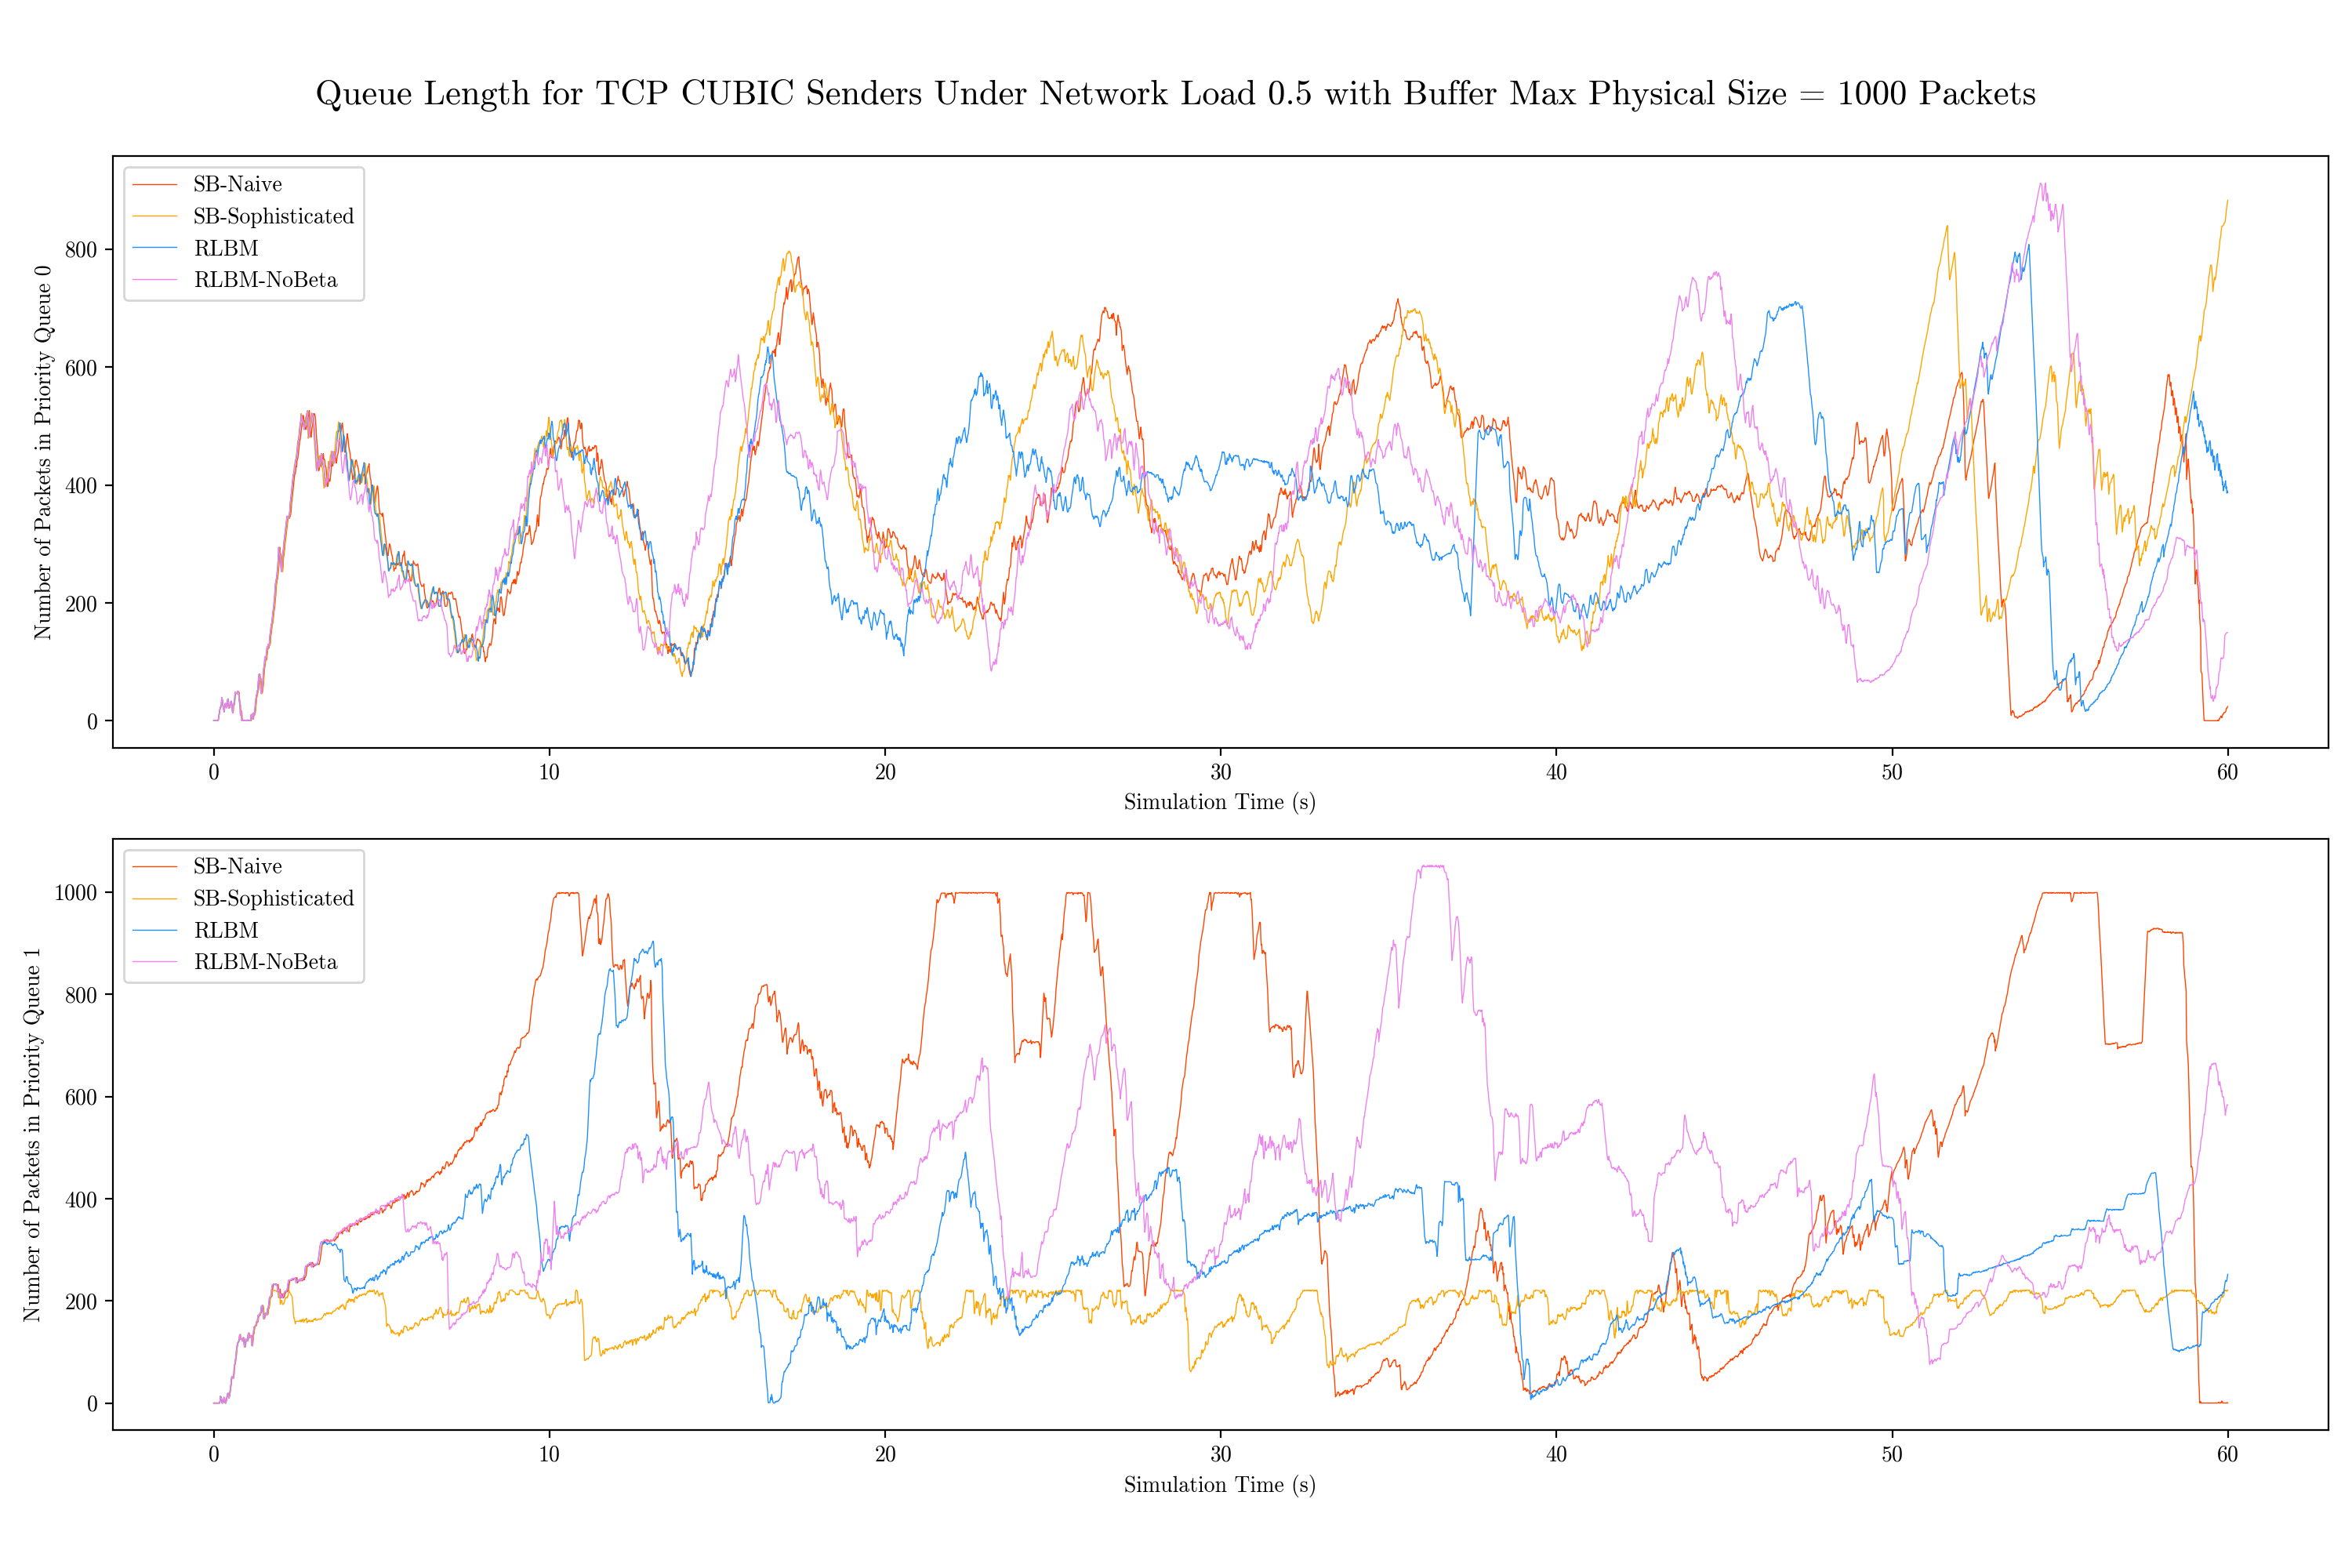 Queue Length for TCP CUBIC Senders Under Network Load 0.5 with Buffer Max Physical Size = 1000 Packets
SB-Naive
SB-Sophisticated
RLBM
RLBM-NoBeta
Number of Packets in Priority Queue 0
800
600
400
200
0
0 10 20 30 40 50 60
Simulation Time (s)
SB-Naive
SB-Sophisticated
RLBM
RLBM-NoBeta
Number of Packets in Priority Queue 1
1000
800
600
400
200
0
0 10 20 30 40 50 60
Simulation Time (s)